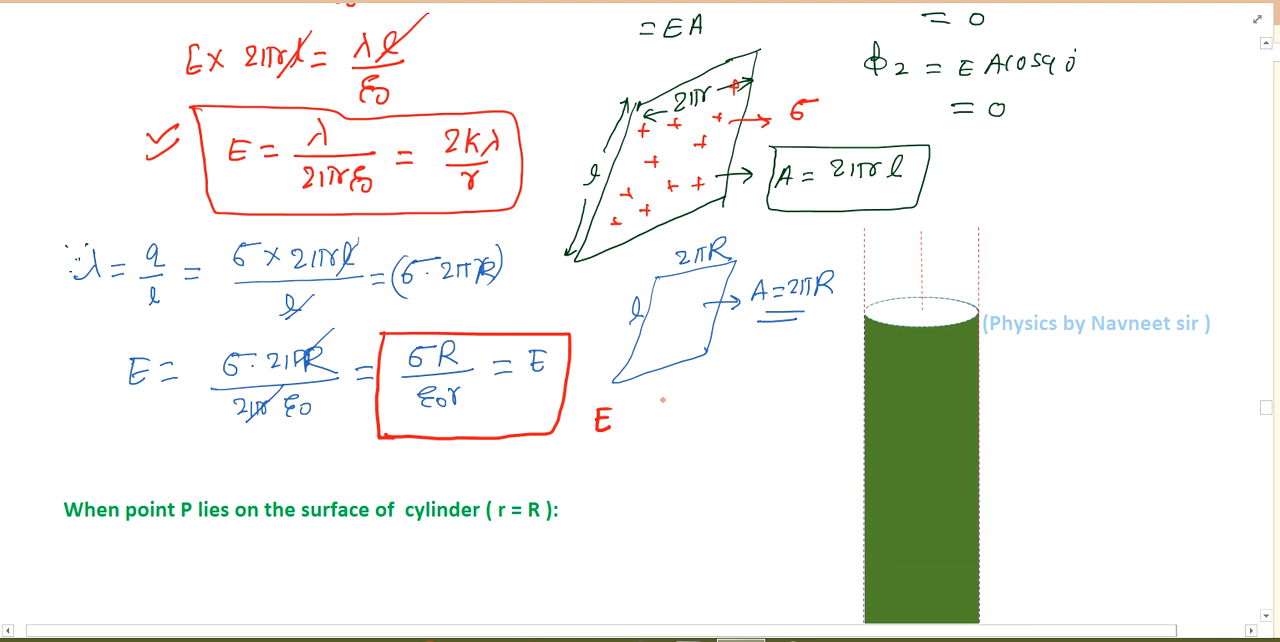 E × 2πrl = λl/ε₀
E = λ/2πrε₀ = 2Kλ/r
∵ λ = q/l = σ × 2πRl/l = (σ·2πR)
E = σ·2πR/2πr ε₀ = σR/ε₀r = E
= EA
2πr
σ
l
A = 2πrl
= 0
ϕ₂ = E A cos 90°
= 0
2πR
l
A = 2πR
E
(Physics by Navneet sir )
When point P lies on the surface of cylinder ( r = R ):